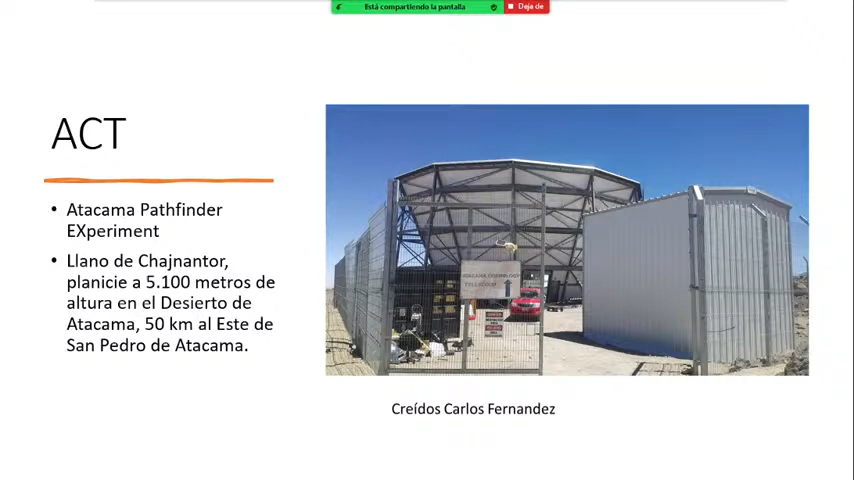 Está compartiendo la pantalla
Deja de
ACT
• Atacama Pathfinder
EXperiment
• Llano de Chajnantor,
planicie a 5.100 metros de
altura en el Desierto de
Atacama, 50 km al Este de
San Pedro de Atacama.
ATACAMA COSMOLOGY
Creídos Carlos Fernandez